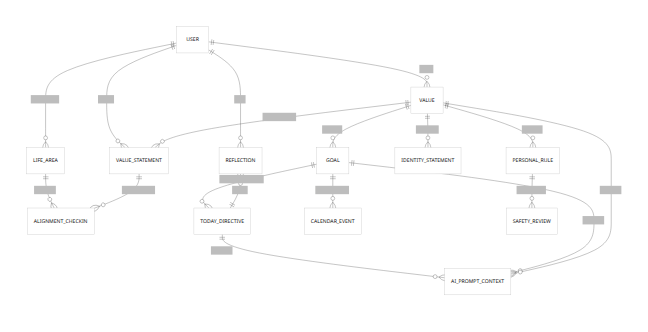 USER
VALUE
LIFE_AREA
VALUE_STATEMENT
REFLECTION
GOAL
IDENTITY_STATEMENT
PERSONAL_RULE
ALIGNMENT_CHECKIN
TODAY_DIRECTIVE
CALENDAR_EVENT
SAFETY_REVIEW
AI_PROMPT_CONTEXT